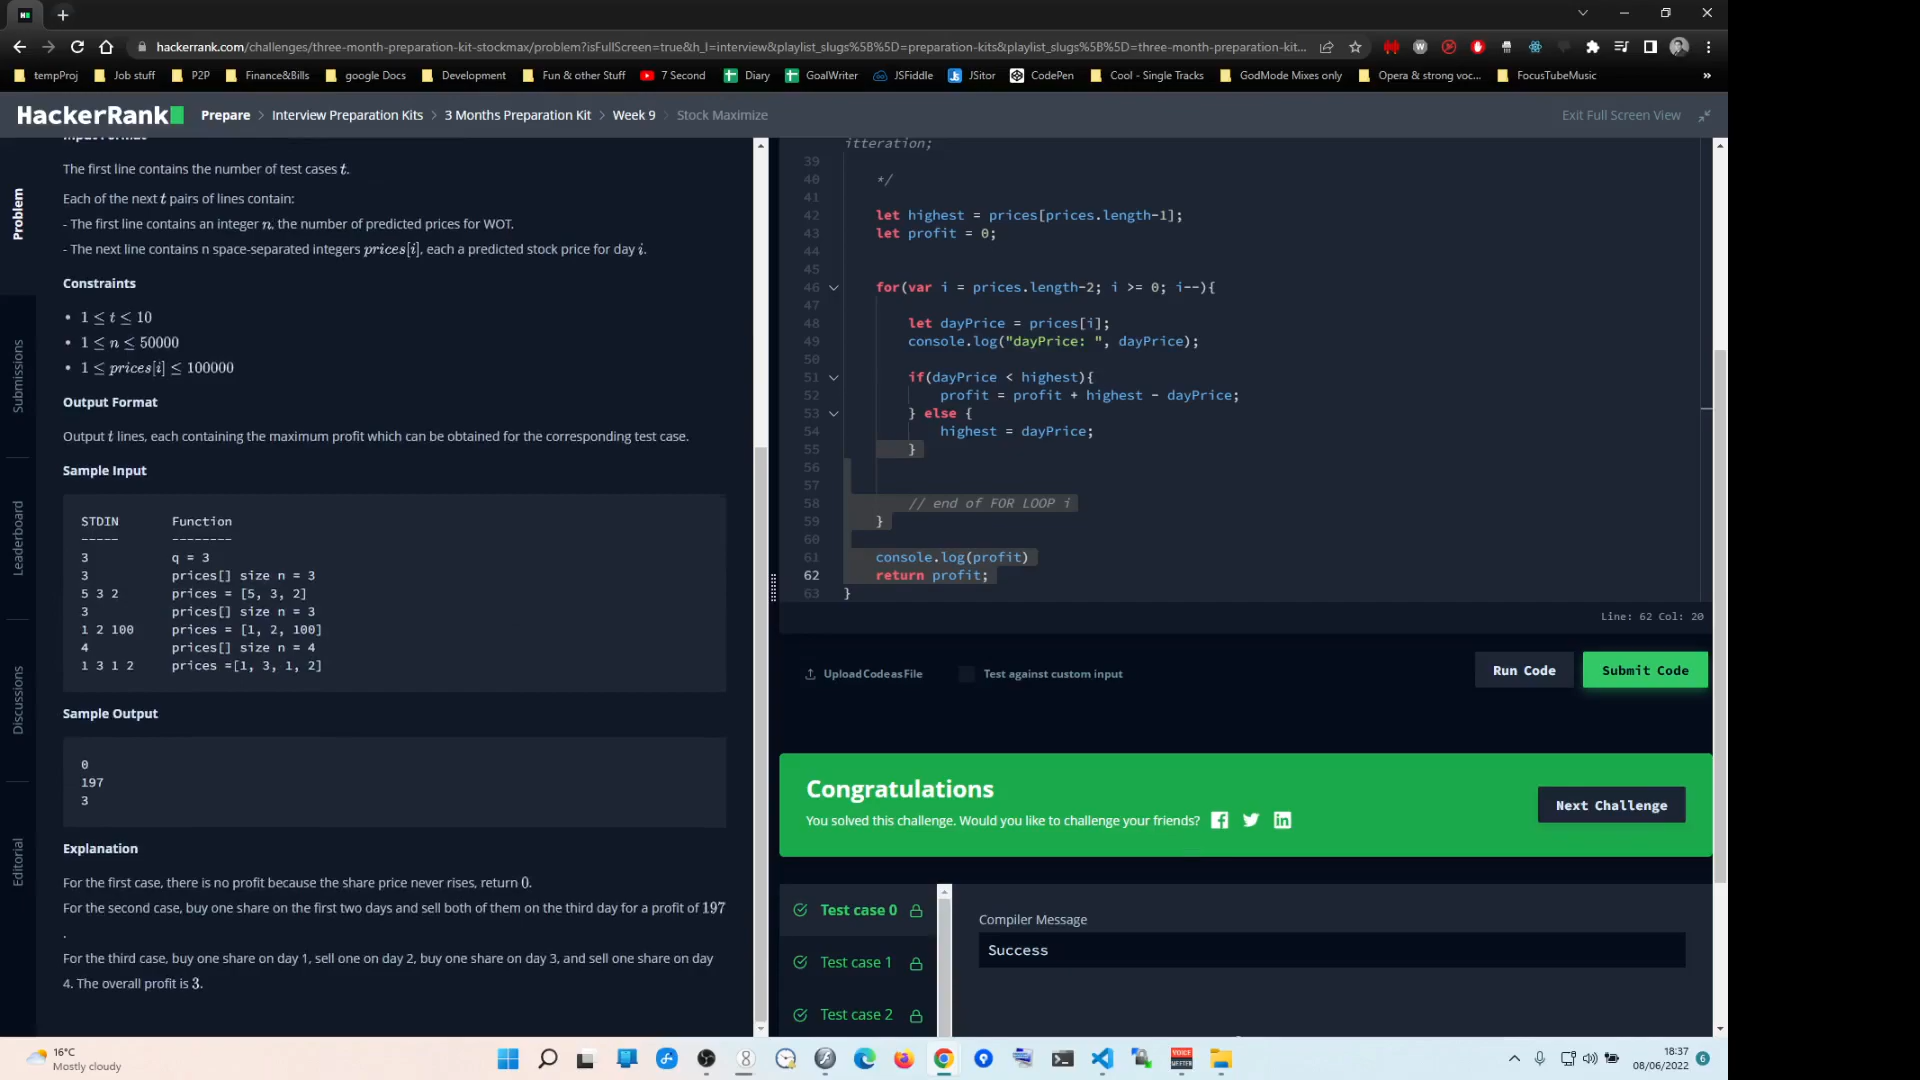 hackerrank.com/challenges/three-month-preparation-kit-stockmax/problem?isFullScreen=true&h_l=interview&playlist_slugs%5B%5D=preparation-kits&playlist_slugs%5B%5D=three-month-preparation-kit...
tempProj Job stuff P2P Finance&Bills google Docs Development Fun & other Stuff 7 Second Diary GoalWriter JSFiddle JSitor CodePen Cool - Single Tracks GodMode Mixes only Opera & strong voc... FocusTubeMusic »
HackerRank Prepare > Interview Preparation Kits > 3 Months Preparation Kit > Week 9 > Stock Maximize Exit Full Screen View
Problem
Submissions
Leaderboard
Discussions
Editorial
Input Format
The first line contains the number of test cases t.
Each of the next t pairs of lines contain:
- The first line contains an integer n, the number of predicted prices for WOT.
- The next line contains n space-separated integers prices[i], each a predicted stock price for day i.
Constraints
• 1 ≤ t ≤ 10
• 1 ≤ n ≤ 50000
• 1 ≤ prices[i] ≤ 100000
Output Format
Output t lines, each containing the maximum profit which can be obtained for the corresponding test case.
Sample Input
STDIN Function
----- --------
3 q = 3
3 prices[] size n = 3
5 3 2 prices = [5, 3, 2]
3 prices[] size n = 3
1 2 100 prices = [1, 2, 100]
4 prices[] size n = 4
1 3 1 2 prices =[1, 3, 1, 2]
Sample Output
0
197
3
Explanation
For the first case, there is no profit because the share price never rises, return 0.
For the second case, buy one share on the first two days and sell both of them on the third day for a profit of 197
.
For the third case, buy one share on day 1, sell one on day 2, buy one share on day 3, and sell one share on day
4. The overall profit is 3.
itteration;
39
40 */
41
42 let highest = prices[prices.length-1];
43 let profit = 0;
44
45
46 for(var i = prices.length-2; i >= 0; i--){
47
48 let dayPrice = prices[i];
49 console.log("dayPrice: ", dayPrice);
50
51 if(dayPrice < highest){
52 profit = profit + highest - dayPrice;
53 } else {
54 highest = dayPrice;
55 }
56
57
58 // end of FOR LOOP i
59 }
60
61 console.log(profit)
62 return profit;
63 }
Line: 62 Col: 20
Upload Code as File Test against custom input Run Code Submit Code
Congratulations
You solved this challenge. Would you like to challenge your friends?
Next Challenge
Test case 0
Test case 1
Test case 2
Compiler Message
Success
16°C
Mostly cloudy
VOICE
18:37
08/06/2022
6